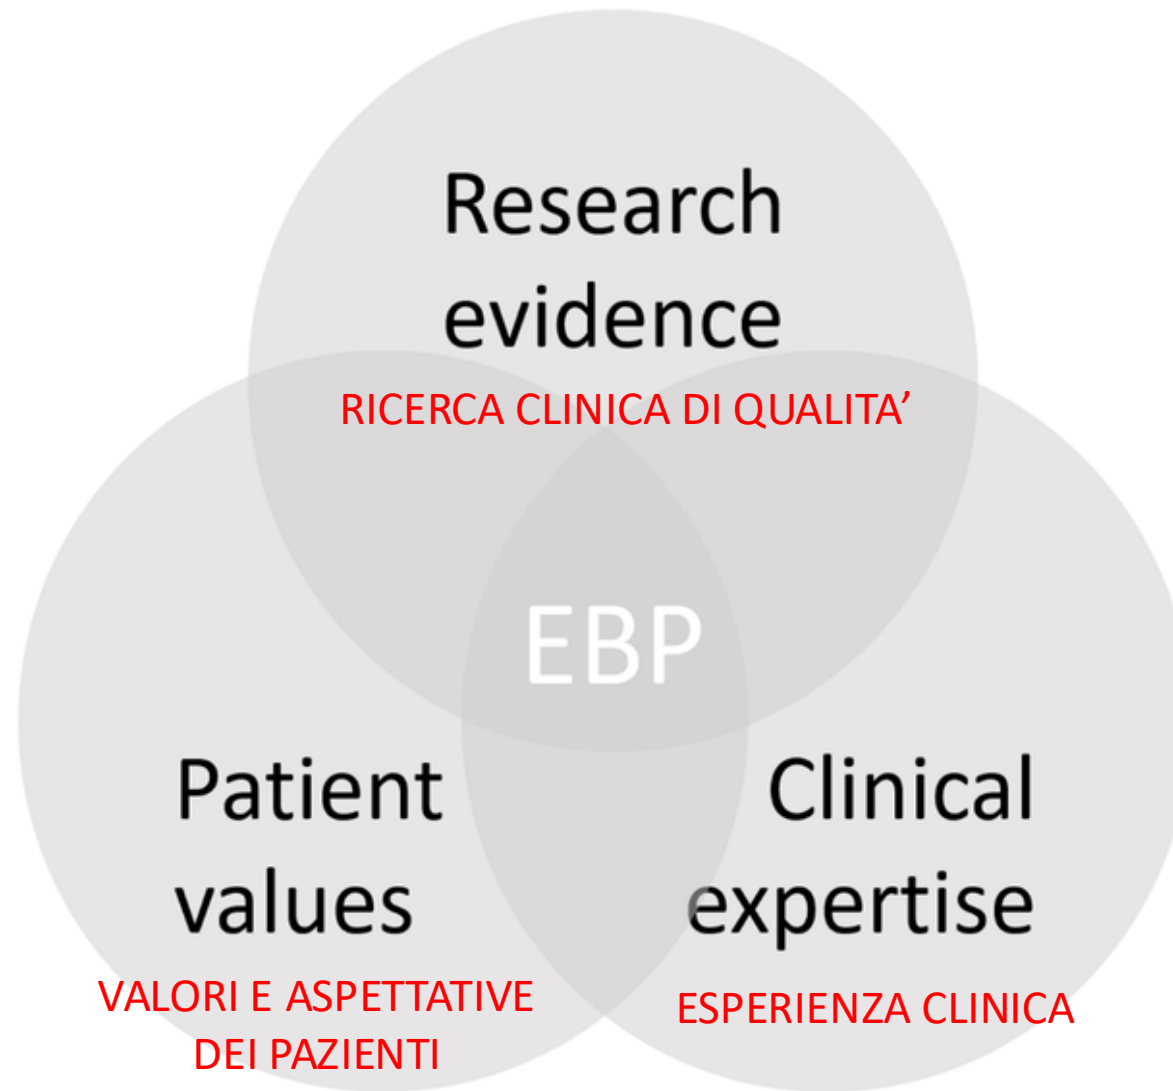 Research
evidence
RICERCA CLINICA DI QUALITA’
EBP
Patient
values
VALORI E ASPETTATIVE
DEI PAZIENTI
Clinical
expertise
ESPERIENZA CLINICA